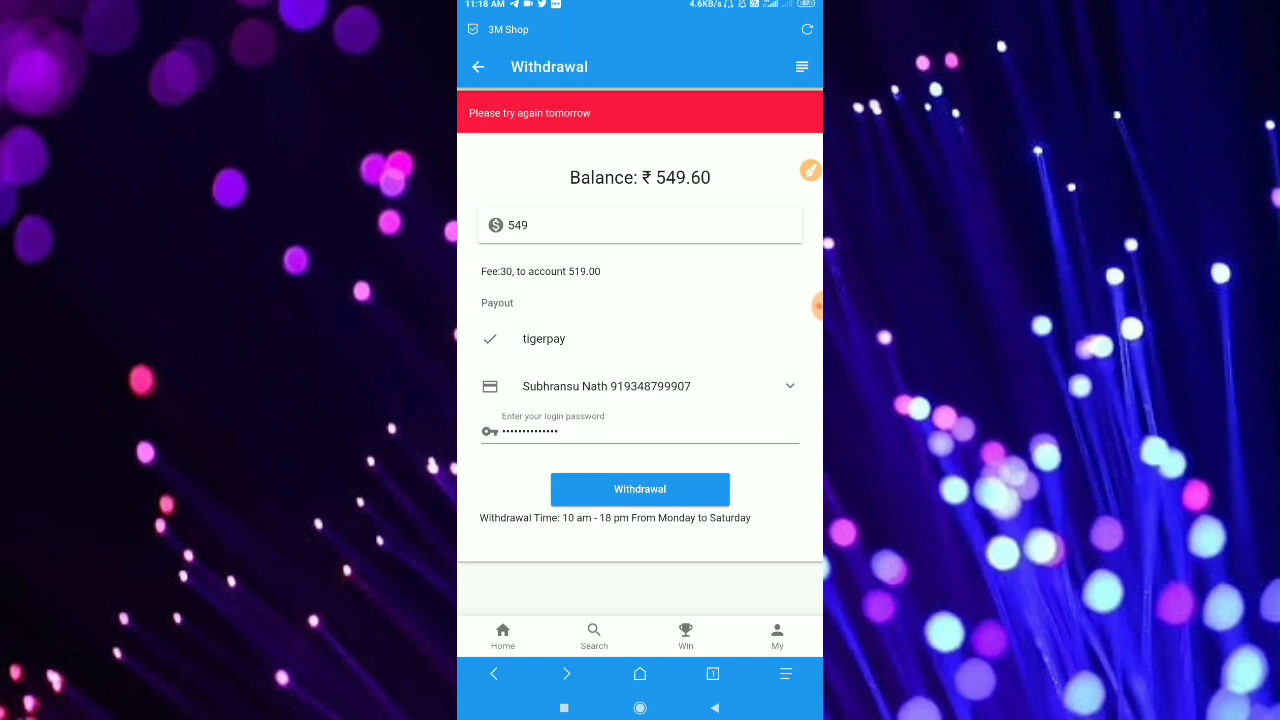 11:18 AM
4.6KB/s
87
3M Shop
Withdrawal
Please try again tomorrow
Balance: ₹ 549.60
549
Fee:30, to account 519.00
Payout
tigerpay
Subhransu Nath 919348799907
Enter your login password
••••••••••••••
Withdrawal
Withdrawal Time: 10 am - 18 pm From Monday to Saturday
Home
Search
Win
My
1